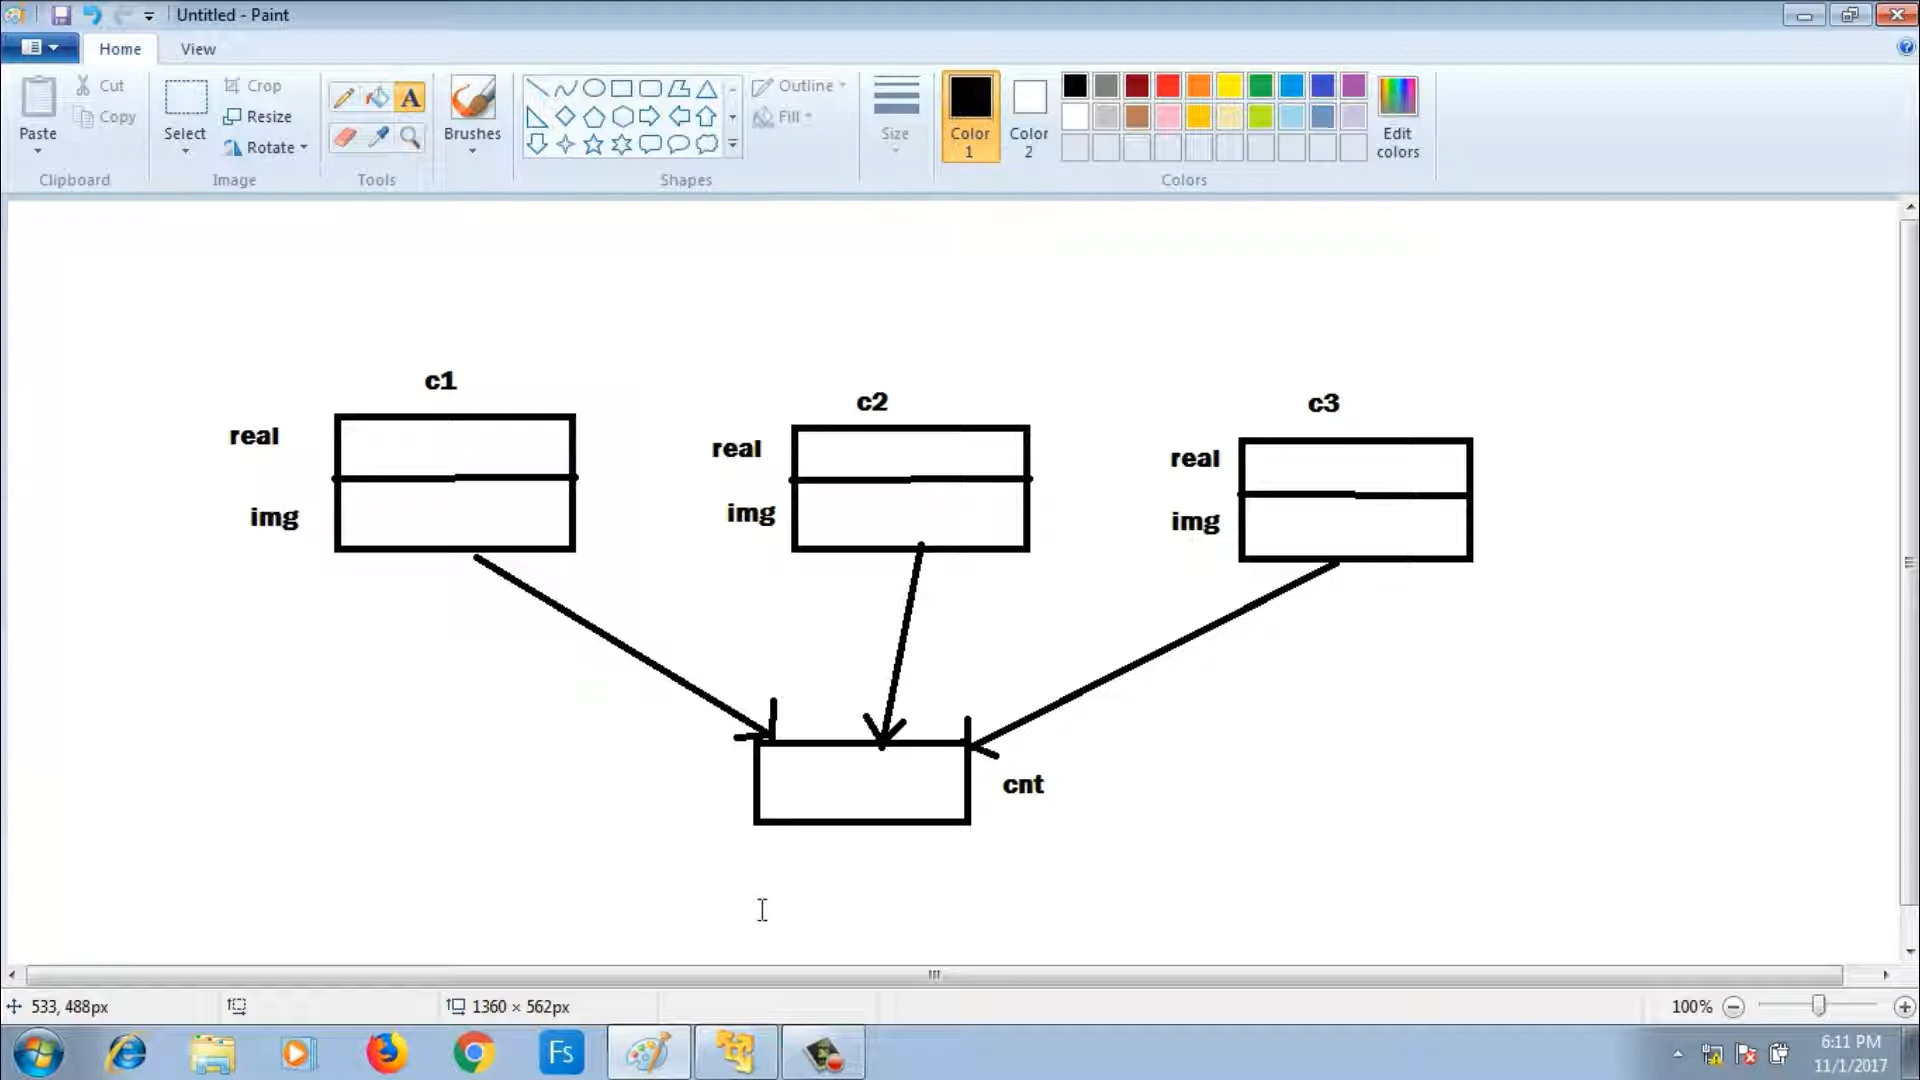 Untitled - Paint
Home
View
Paste
Cut
Copy
Clipboard
Select
Crop
Resize
Rotate
Image
A
Tools
Brushes
Outline
Fill
Shapes
Size
Color
1
Color
2
Edit
colors
Colors
c1
c2
c3
real
real
real
img
img
img
cnt
533, 488px
1360 × 562px
100%
Fs
6:11 PM
11/1/2017